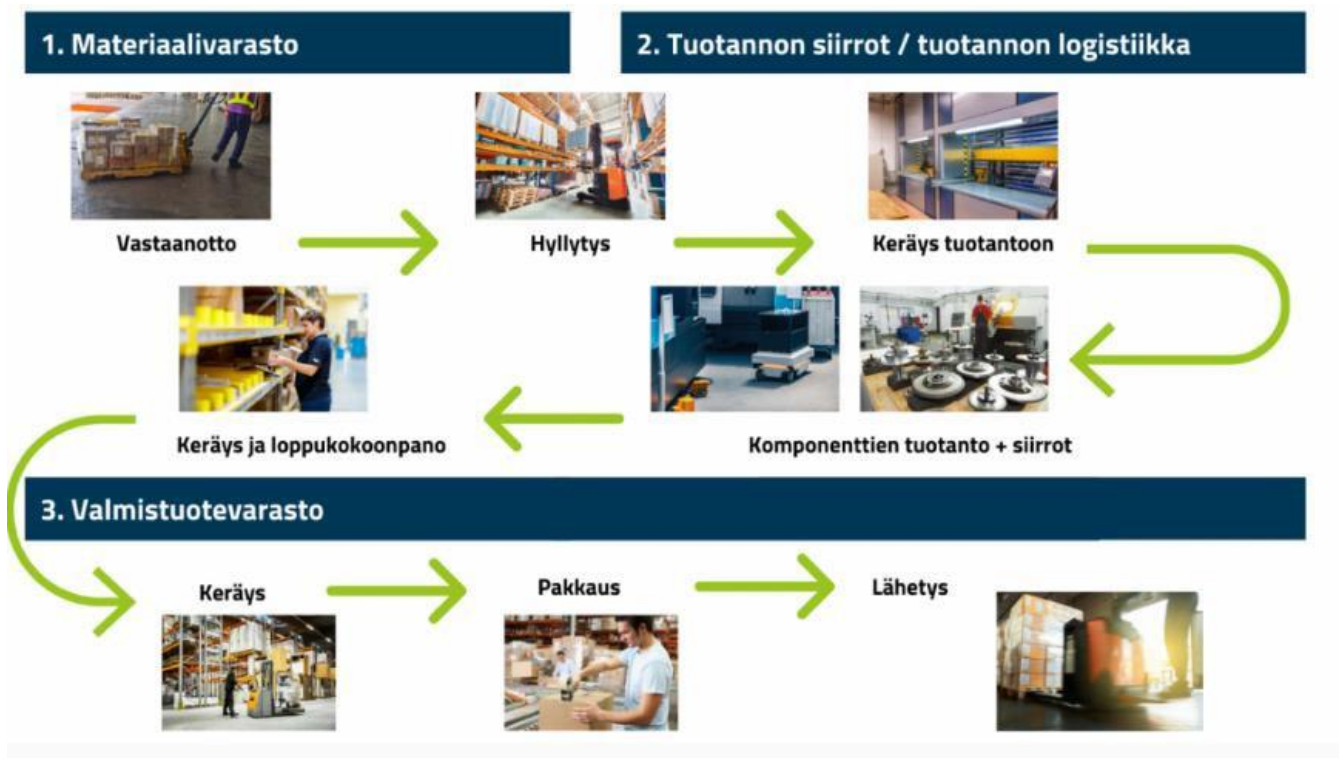 1. Materiaalivarasto
2. Tuotannon siirrot / tuotannon logistiikka
Vastaanotto
Hyllytys
Keräys tuotantoon
Keräys ja loppukokoonpano
Komponenttien tuotanto + siirrot
3. Valmistuotevarasto
Keräys
Pakkaus
Lähetys